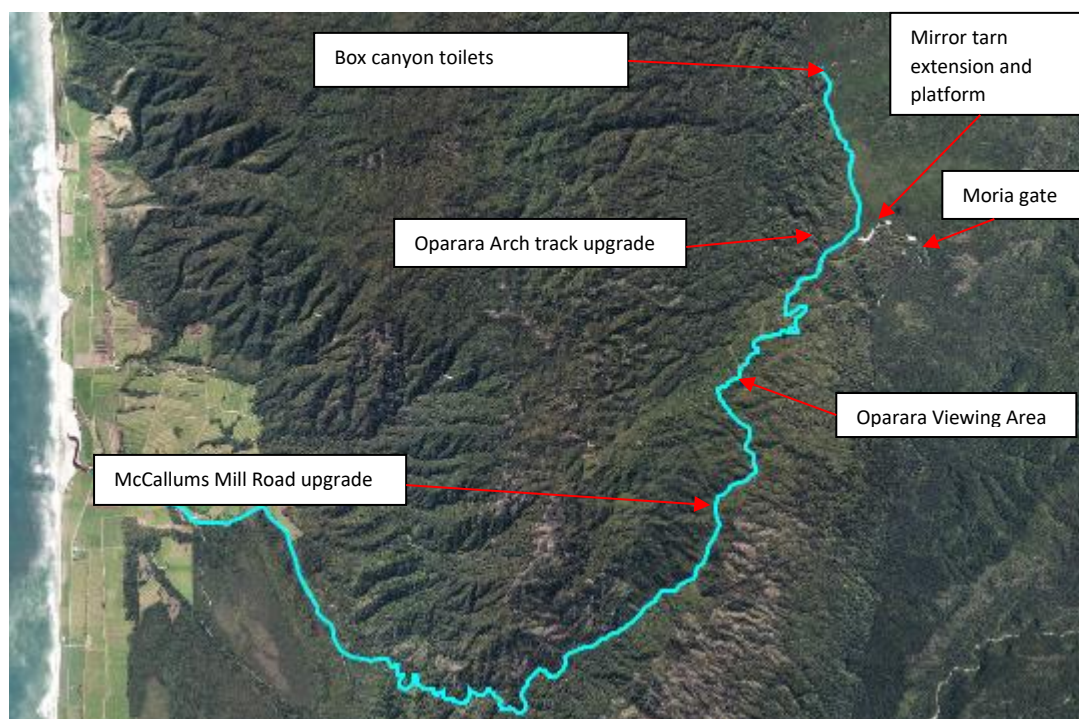 Box canyon toilets
Mirror tarn
extension and
platform
Moria gate
Oparara Arch track upgrade
Oparara Viewing Area
McCallums Mill Road upgrade